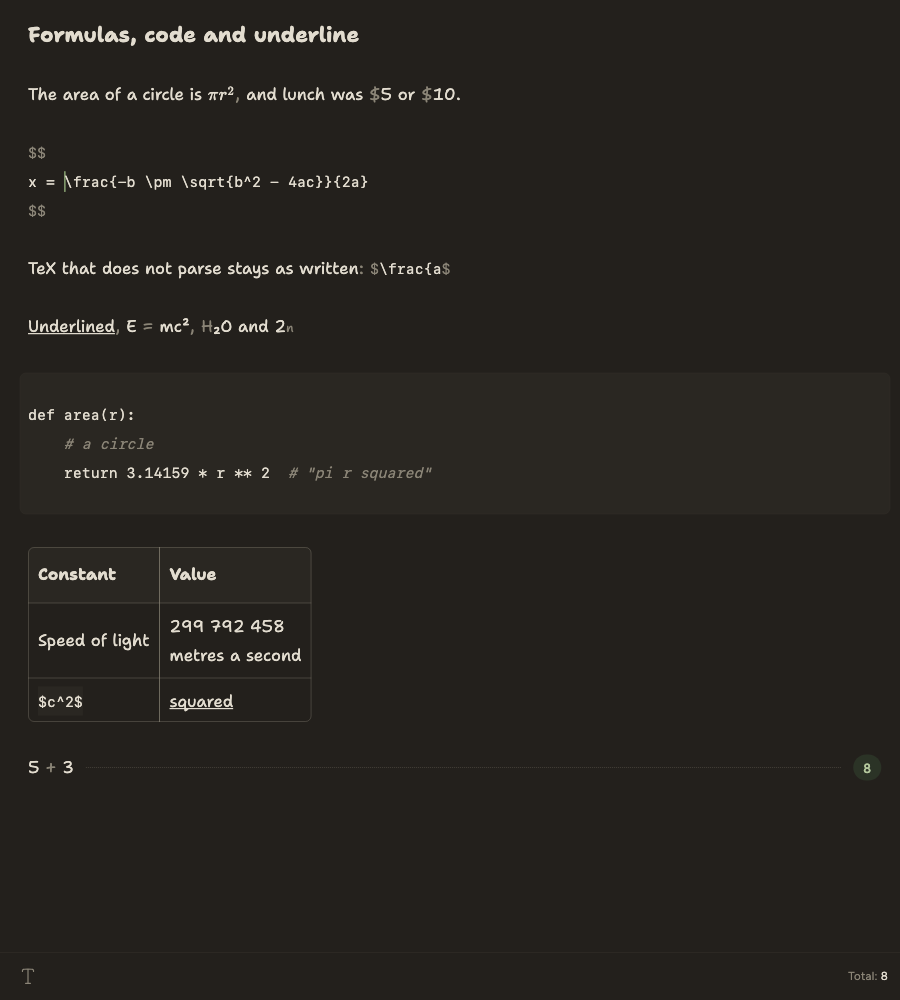 Formulas, code and underline
The area of a circle is πr², and lunch was $5 or $10.
$$
x = \frac{-b \pm \sqrt{b^2 - 4ac}}{2a}
$$
TeX that does not parse stays as written: $\frac{a$
Underlined, E = mc², H₂O and 2ₙ
def area(r):
    # a circle
    return 3.14159 * r ** 2  # "pi r squared"
Constant Value
Speed of light 299 792 458
metres a second
$c^2$ squared
5 + 3 8
T Total: 8